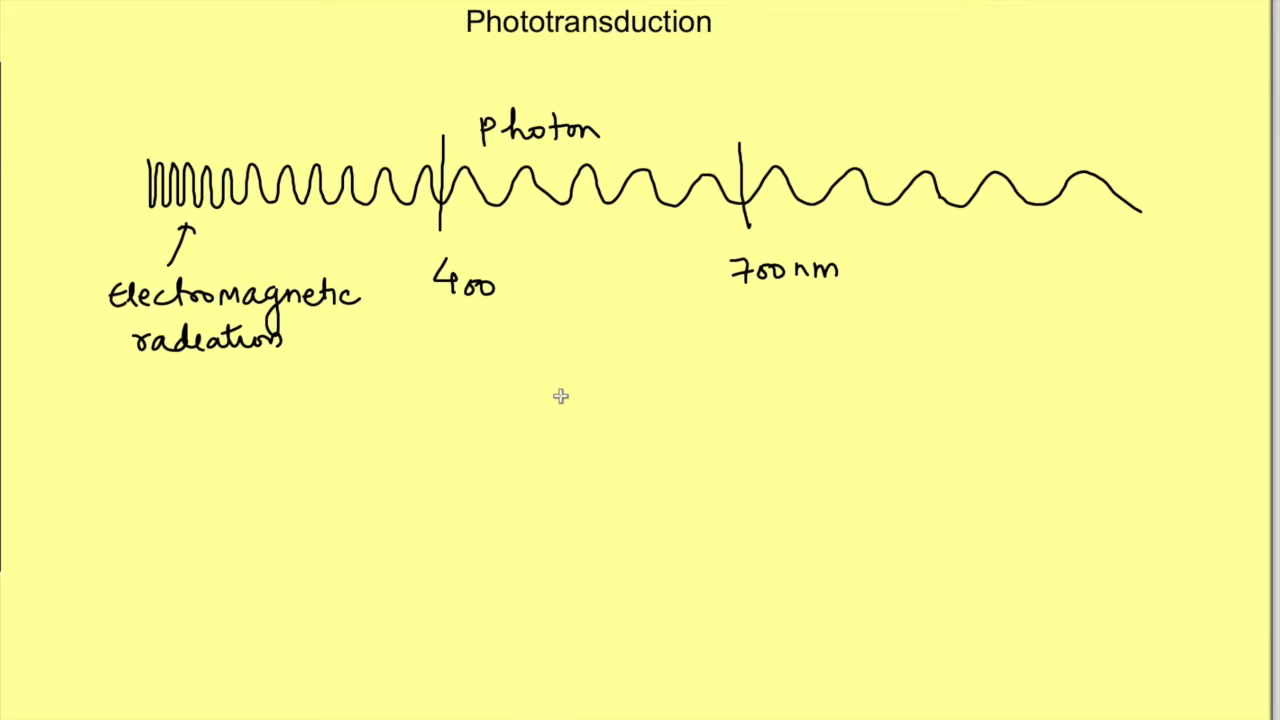 Phototransduction
Photon
400
700nm
Electromagnetic
radeation